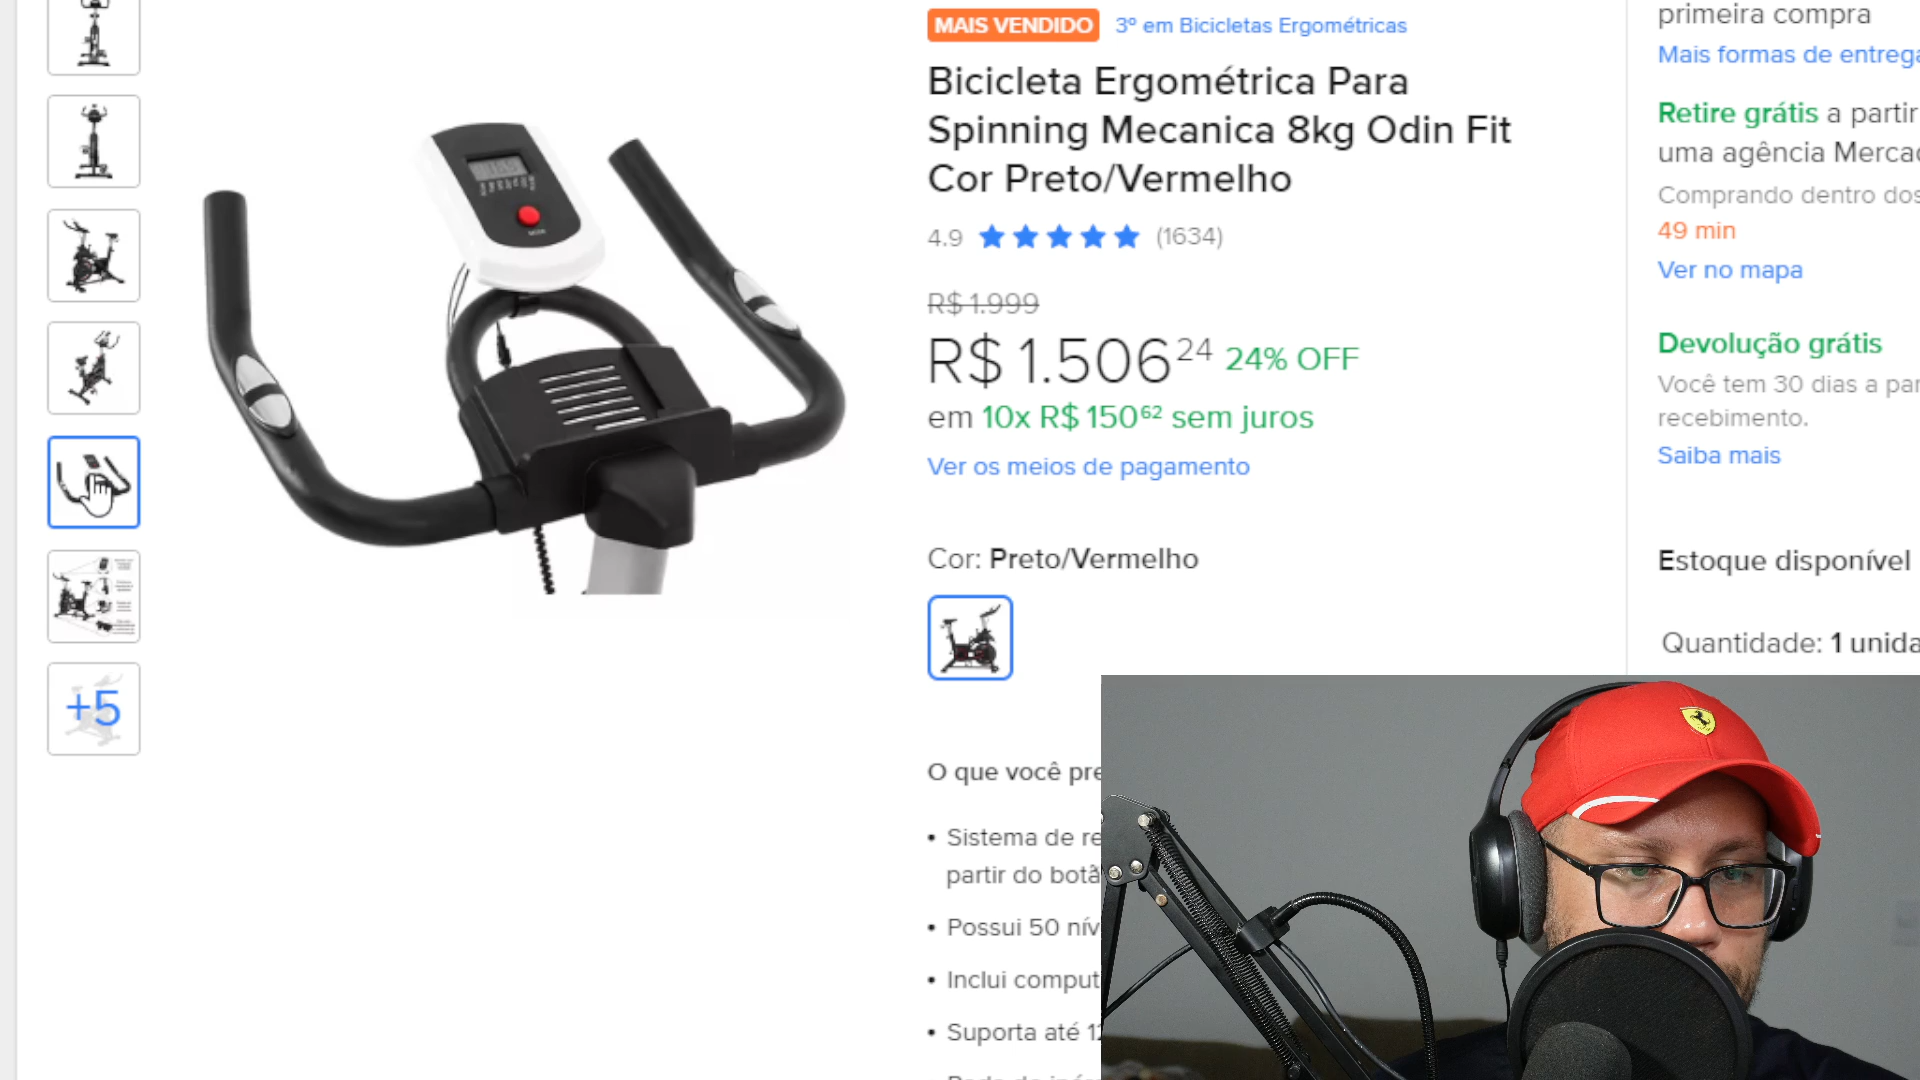 MAIS VENDIDO 3º em Bicicletas Ergométricas
Bicicleta Ergométrica Para
Spinning Mecanica 8kg Odin Fit
Cor Preto/Vermelho
4.9 (1634)
R$ 1.999
R$ 1.506 24 24% OFF
em 10x R$ 150 62 sem juros
Ver os meios de pagamento
Cor: Preto/Vermelho
+5
O que você pre
• Sistema de re
partir do botã
• Possui 50 nív
• Inclui comput
• Suporta até 12
primeira compra
Mais formas de entrega
Retire grátis a partir
uma agência Mercad
Comprando dentro dos
49 min
Ver no mapa
Devolução grátis
Você tem 30 dias a par
recebimento.
Saiba mais
Estoque disponível
Quantidade: 1 unida